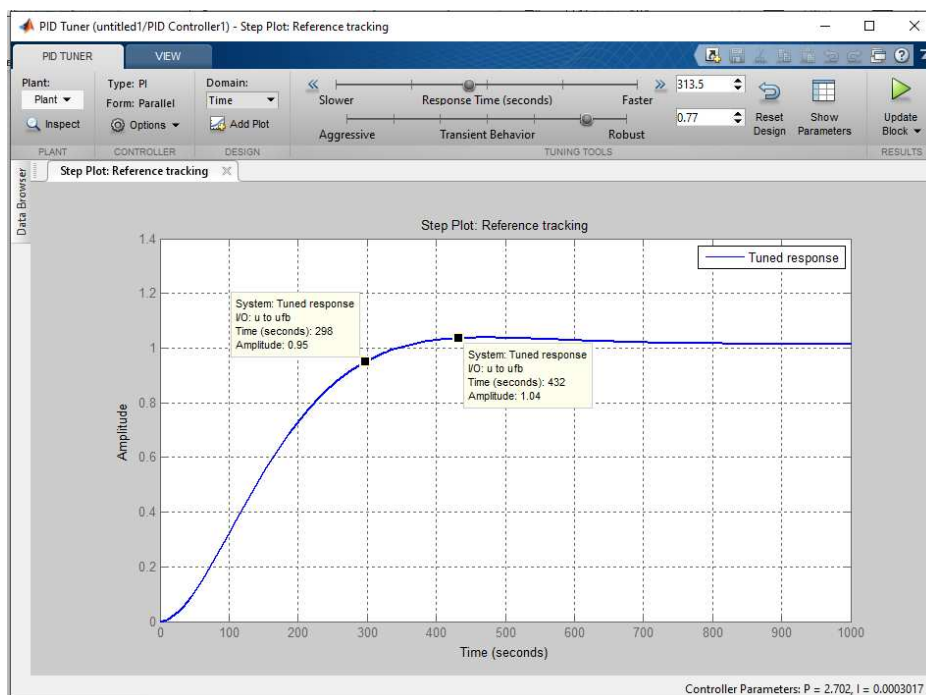 PID Tuner (untitled1/PID Controller1) - Step Plot: Reference tracking
PID TUNER
VIEW
Plant:
Plant
Inspect
PLANT
Type: PI
Form: Parallel
Options
CONTROLLER
Domain:
Time
Add Plot
DESIGN
Slower
Response Time (seconds)
Faster
313.5
Aggressive
Transient Behavior
Robust
0.77
TUNING TOOLS
Reset
Design
Show
Parameters
Update
Block
RESULTS
Data Browser
Step Plot: Reference tracking
Step Plot: Reference tracking
Tuned response
System: Tuned response
I/O: u to ufb
Time (seconds): 298
Amplitude: 0.95
System: Tuned response
I/O: u to ufb
Time (seconds): 432
Amplitude: 1.04
Amplitude
1.4
1.2
1
0.8
0.6
0.4
0.2
0
0 100 200 300 400 500 600 700 800 900 1000
Time (seconds)
Controller Parameters: P = 2.702, I = 0.0003017